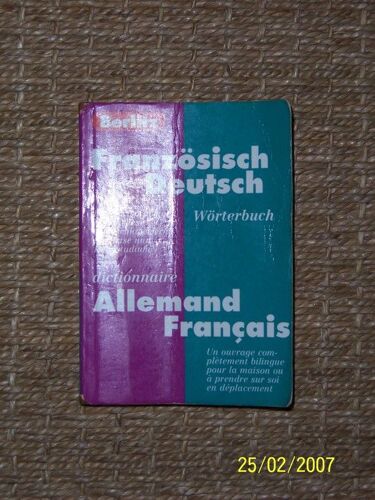 Berlitz
Französisch
Deutsch
Wörterbuch
dictionnaire
Allemand
Français
Un ouvrage com-
plètement bilingue
pour la maison ou
à prendre sur soi
en déplacement
25/02/2007